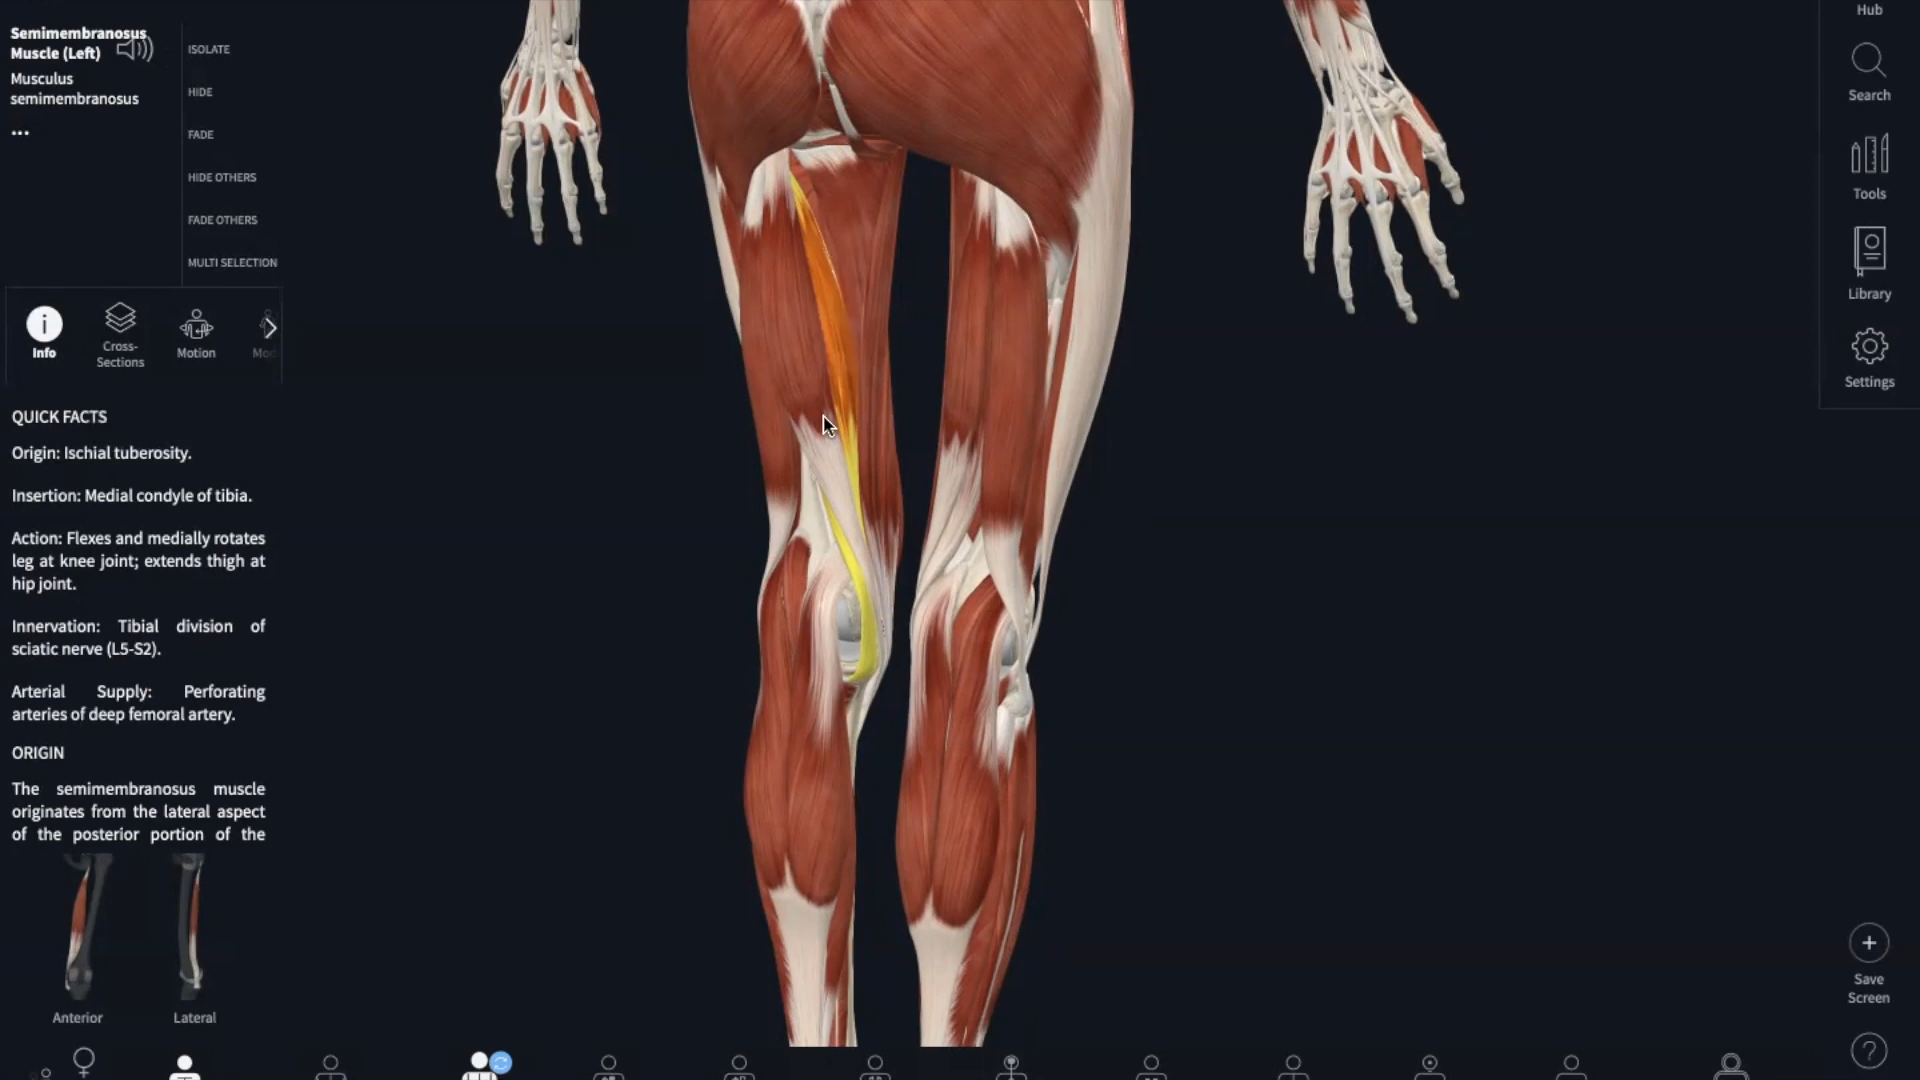 Semimembranosus
Muscle (Left)
Musculus
semimembranosus
...
ISOLATE
HIDE
FADE
HIDE OTHERS
FADE OTHERS
MULTI SELECTION
Info
Cross-
Sections
Motion
QUICK FACTS
Origin: Ischial tuberosity.
Insertion: Medial condyle of tibia.
Action: Flexes and medially rotates
leg at knee joint; extends thigh at
hip joint.
Innervation: Tibial division of
sciatic nerve (L5-S2).
Arterial Supply: Perforating
arteries of deep femoral artery.
ORIGIN
The semimembranosus muscle
originates from the lateral aspect
of the posterior portion of the
Anterior
Lateral
Hub
Search
Tools
Library
Settings
Save
Screen